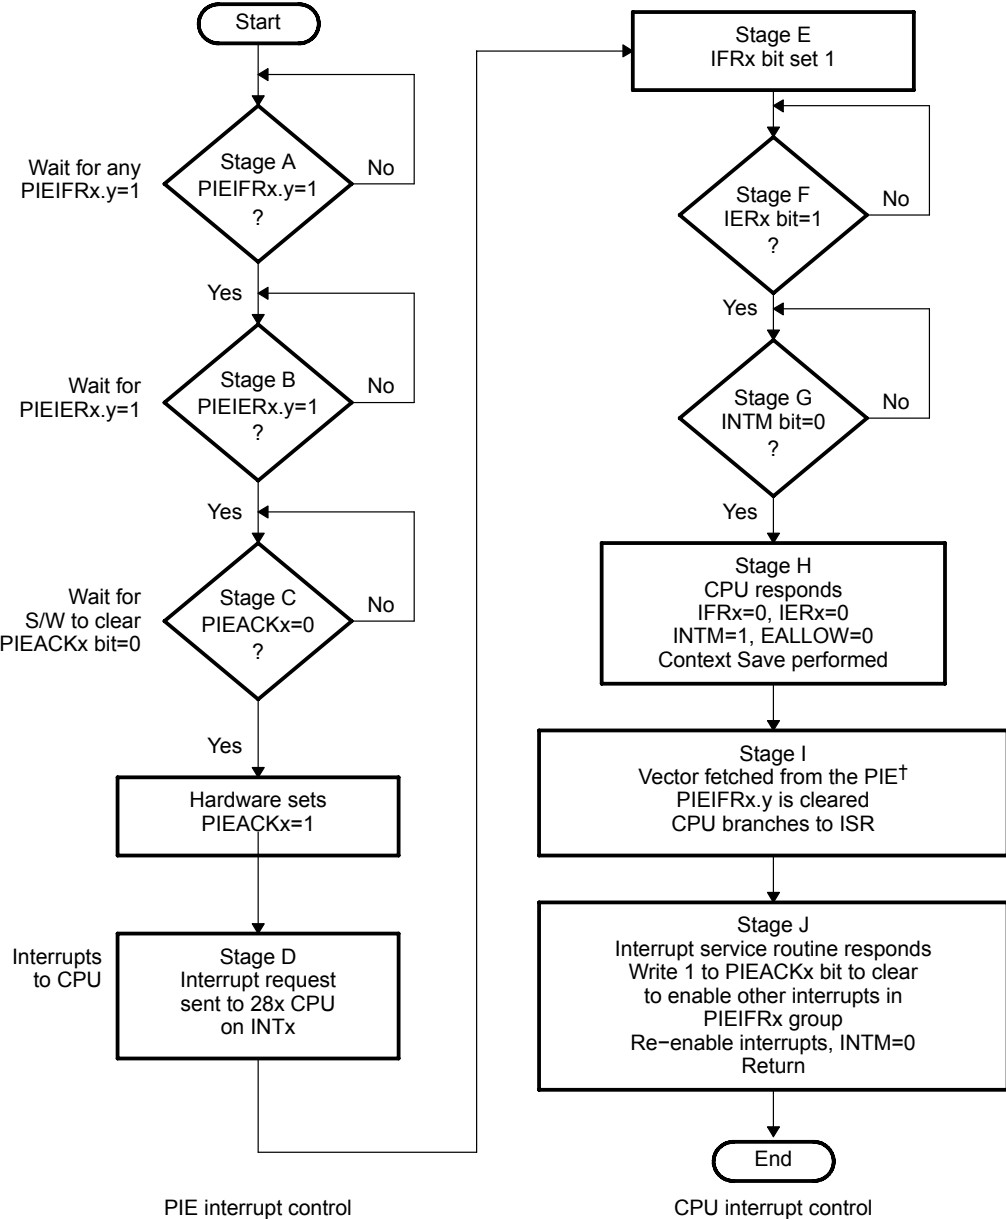 Start
Wait for any
PIEIFRx.y=1
Stage A
PIEIFRx.y=1
?
No
Yes
Wait for
PIEIERx.y=1
Stage B
PIEIERx.y=1
?
No
Yes
Wait for
S/W to clear
PIEACKx bit=0
Stage C
PIEACKx=0
?
No
Yes
Hardware sets
PIEACKx=1
Interrupts
to CPU
Stage D
Interrupt request
sent to 28x CPU
on INTx
PIE interrupt control
Stage E
IFRx bit set 1
Stage F
IERx bit=1
?
No
Yes
Stage G
INTM bit=0
?
No
Yes
Stage H
CPU responds
IFRx=0, IERx=0
INTM=1, EALLOW=0
Context Save performed
Stage I
Vector fetched from the PIE†
PIEIFRx.y is cleared
CPU branches to ISR
Stage J
Interrupt service routine responds
Write 1 to PIEACKx bit to clear
to enable other interrupts in
PIEIFRx group
Re−enable interrupts, INTM=0
Return
End
CPU interrupt control